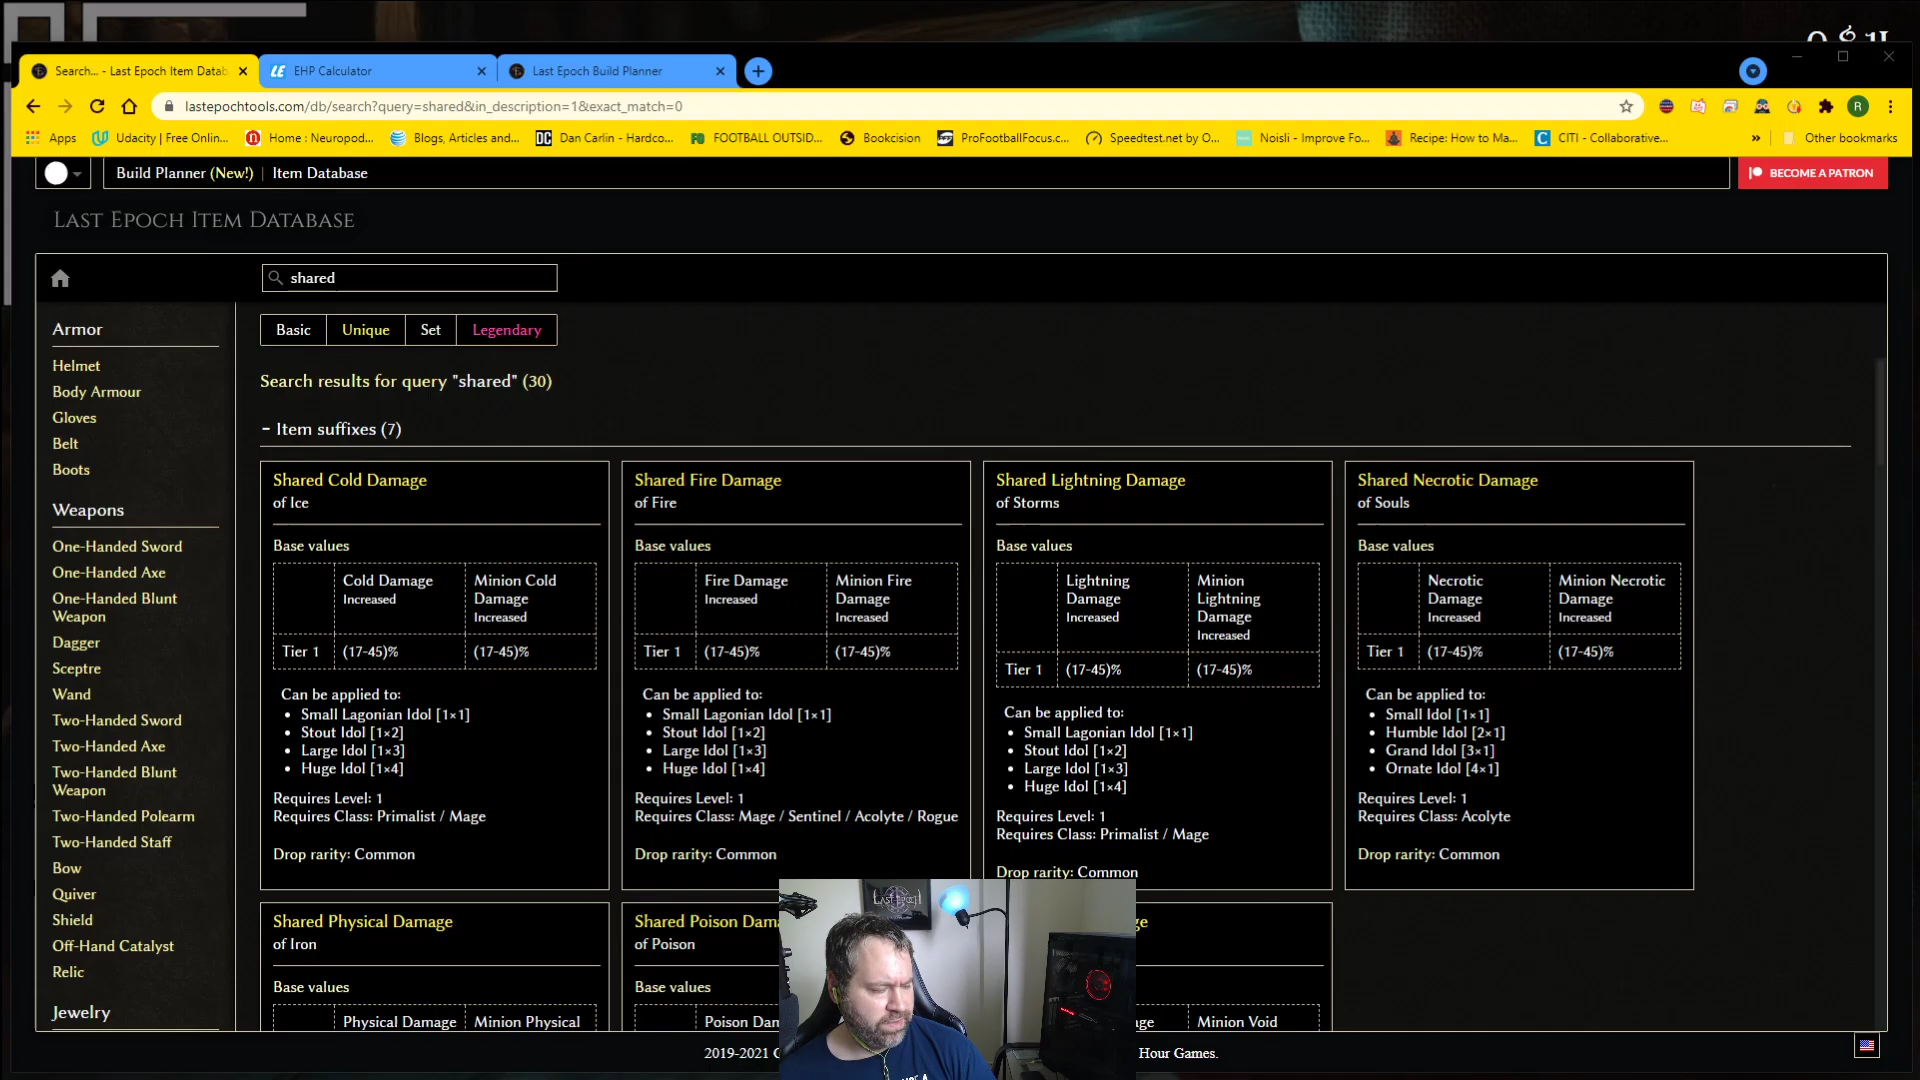 Search... - Last Epoch Item Datab
EHP Calculator
Last Epoch Build Planner
lastepochtools.com/db/search?query=shared&in_description=1&exact_match=0
R
Apps
Udacity | Free Onlin...
Home : Neuropod...
Blogs, Articles and...
Dan Carlin - Hardco...
FOOTBALL OUTSID...
Bookcision
ProFootballFocus.c...
Speedtest.net by O...
Noisli - Improve Fo...
Recipe: How to Ma...
CITI - Collaborative...
Other bookmarks
Build Planner (New!) | Item Database
BECOME A PATRON
Last Epoch Item Database
shared
Basic
Unique
Set
Legendary
Search results for query "shared" (30)
- Item suffixes (7)
Armor
Helmet
Body Armour
Gloves
Belt
Boots
Weapons
One-Handed Sword
One-Handed Axe
One-Handed Blunt
Weapon
Dagger
Sceptre
Wand
Two-Handed Sword
Two-Handed Axe
Two-Handed Blunt
Weapon
Two-Handed Polearm
Two-Handed Staff
Bow
Quiver
Shield
Off-Hand Catalyst
Relic
Jewelry
Shared Cold Damage
of Ice
Base values
Cold Damage
Increased
Minion Cold
Damage
Increased
Tier 1
(17-45)%
(17-45)%
Can be applied to:
• Small Lagonian Idol [1×1]
• Stout Idol [1×2]
• Large Idol [1×3]
• Huge Idol [1×4]
Requires Level: 1
Requires Class: Primalist / Mage
Drop rarity: Common
Shared Fire Damage
of Fire
Base values
Fire Damage
Increased
Minion Fire
Damage
Increased
Tier 1
(17-45)%
(17-45)%
Can be applied to:
• Small Lagonian Idol [1×1]
• Stout Idol [1×2]
• Large Idol [1×3]
• Huge Idol [1×4]
Requires Level: 1
Requires Class: Mage / Sentinel / Acolyte / Rogue
Drop rarity: Common
Shared Lightning Damage
of Storms
Base values
Lightning
Damage
Increased
Minion
Lightning
Damage
Increased
Tier 1
(17-45)%
(17-45)%
Can be applied to:
• Small Lagonian Idol [1×1]
• Stout Idol [1×2]
• Large Idol [1×3]
• Huge Idol [1×4]
Requires Level: 1
Requires Class: Primalist / Mage
Drop rarity: Common
Shared Necrotic Damage
of Souls
Base values
Necrotic
Damage
Increased
Minion Necrotic
Damage
Increased
Tier 1
(17-45)%
(17-45)%
Can be applied to:
• Small Idol [1×1]
• Humble Idol [2×1]
• Grand Idol [3×1]
• Ornate Idol [4×1]
Requires Level: 1
Requires Class: Acolyte
Drop rarity: Common
Shared Physical Damage
of Iron
Base values
Physical Damage
Minion Physical
Shared Poison Dam
of Poison
Base values
Poison Dam
ge
ge
Minion Void
LAST EPOCH
2019-2021
Hour Games.